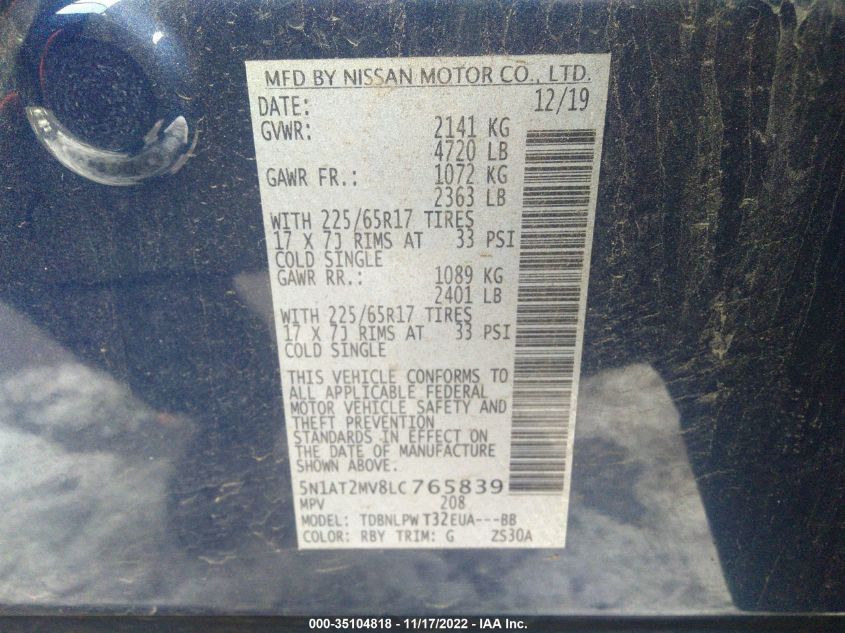 MFD BY NISSAN MOTOR CO., LTD.
DATE: 12/19
GVWR: 2141 KG
4720 LB
GAWR FR.: 1072 KG
2363 LB
WITH 225/65R17 TIRES
17 X 7J RIMS AT 33 PSI
COLD SINGLE
GAWR RR.: 1089 KG
2401 LB
WITH 225/65R17 TIRES
17 X 7J RIMS AT 33 PSI
COLD SINGLE
THIS VEHICLE CONFORMS TO
ALL APPLICABLE FEDERAL
MOTOR VEHICLE SAFETY AND
THEFT PREVENTION
STANDARDS IN EFFECT ON
THE DATE OF MANUFACTURE
SHOWN ABOVE.
5N1AT2MV8LC765839
MPV 208
MODEL: TDBNLPW T32EUA---BB
COLOR: RBY TRIM: G ZS30A
000-35104818 - 11/17/2022 - IAA Inc.